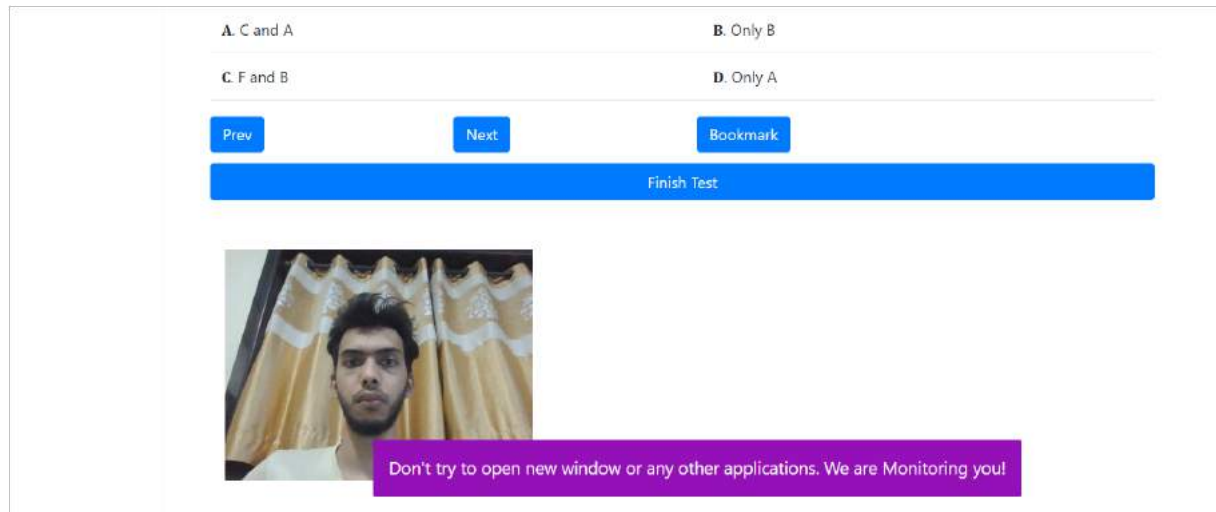 A. C and A B. Only B
C. F and B D. Only A
Prev Next Bookmark
Finish Test
Don't try to open new window or any other applications. We are Monitoring you!